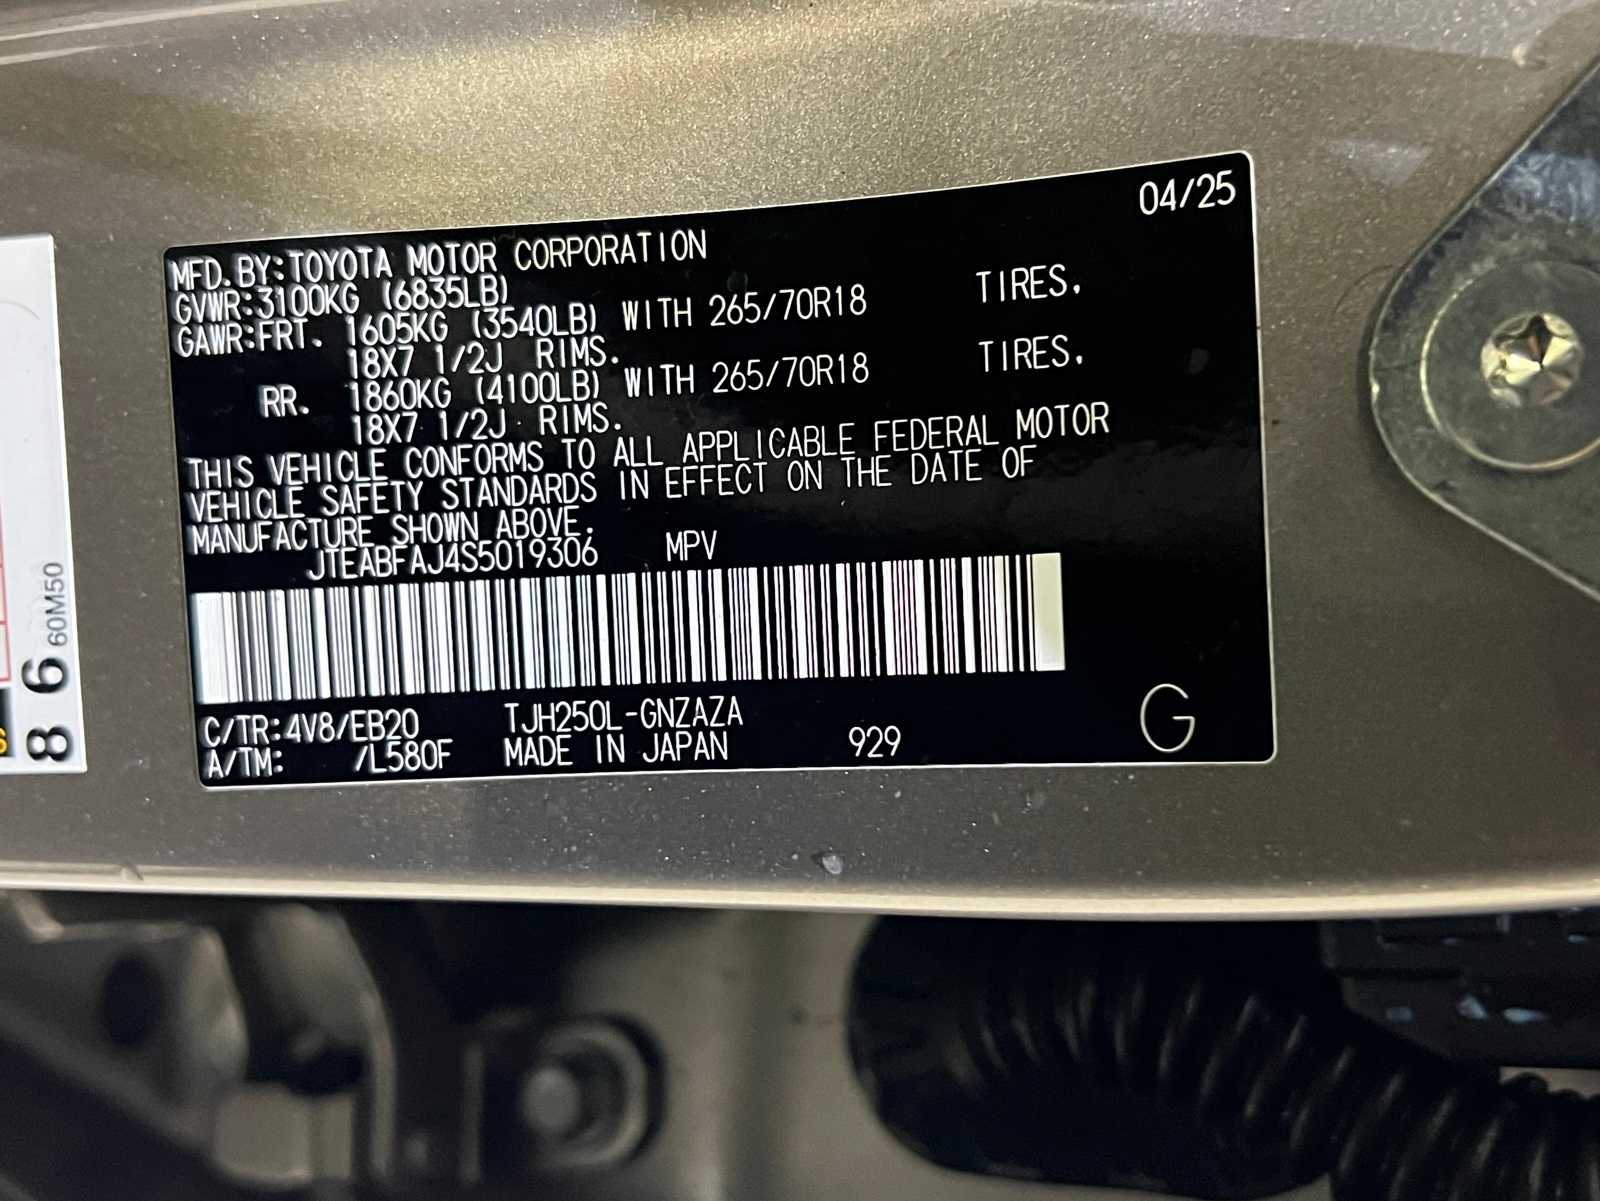 04/25
MFD.BY:TOYOTA MOTOR CORPORATION
GVWR:3100KG (6835LB)
GAWR:FRT. 1605KG (3540LB) WITH 265/70R18 TIRES.
18X7 1/2J RIMS.
RR. 1860KG (4100LB) WITH 265/70R18 TIRES.
18X7 1/2J RIMS.
THIS VEHICLE CONFORMS TO ALL APPLICABLE FEDERAL MOTOR
VEHICLE SAFETY STANDARDS IN EFFECT ON THE DATE OF
MANUFACTURE SHOWN ABOVE.
JTEABFAJ4S5019306 MPV
C/TR:4V8/EB20 TJH250L-GNZAZA
A/TM: /L580F MADE IN JAPAN 929 G
8 6 60M50